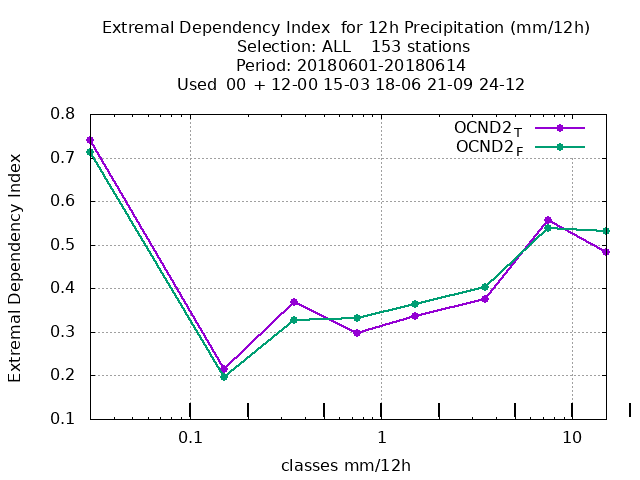 Extremal Dependency Index  for 12h Precipitation (mm/12h)
Selection: ALL    153 stations
Period: 20180601-20180614
Used  00 + 12-00 15-03 18-06 21-09 24-12
OCND2T
OCND2F
Extremal Dependency Index
0.8
0.7
0.6
0.5
0.4
0.3
0.2
0.1
0.1
1
10
classes mm/12h